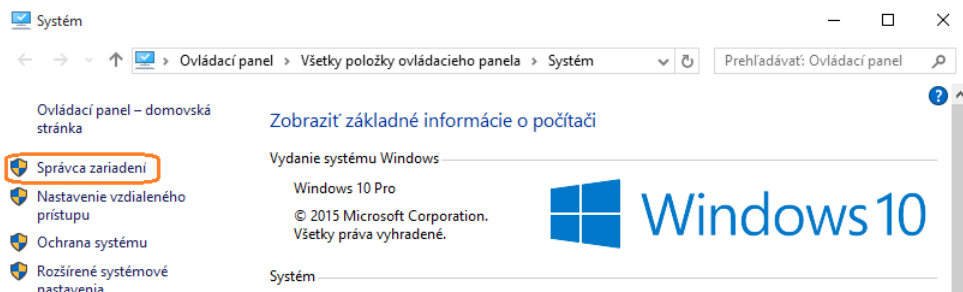 Systém
Ovládací panel › Všetky položky ovládacieho panela › Systém
Prehľadávať: Ovládací panel
Ovládací panel – domovská
stránka
Správca zariadení
Nastavenie vzdialeného
prístupu
Ochrana systému
Rozšírené systémové
nastavenia
?
Zobraziť základné informácie o počítači
Vydanie systému Windows
Windows 10 Pro
© 2015 Microsoft Corporation.
Všetky práva vyhradené.
Windows 10
Systém